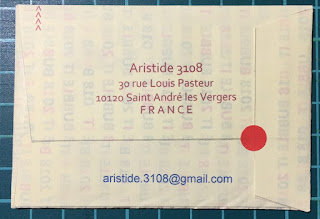 Aristide 3108
30 rue Louis Pasteur
10120 Saint André les Vergers
FRANCE
aristide.3108@gmail.com